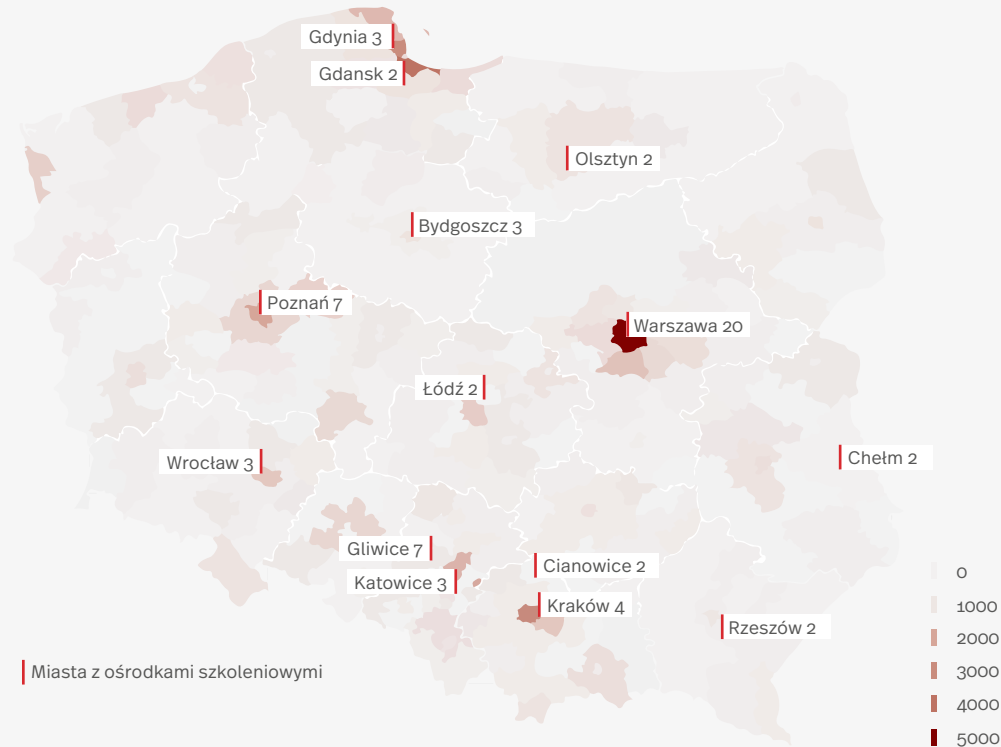 Gdynia 3
Gdansk 2
Olsztyn 2
Bydgoszcz 3
Poznań 7
Warszawa 20
Łódź 2
Wrocław 3
Chełm 2
Gliwice 7
Cianowice 2
Katowice 3
Kraków 4
Rzeszów 2
Miasta z ośrodkami szkoleniowymi
0
1000
2000
3000
4000
5000